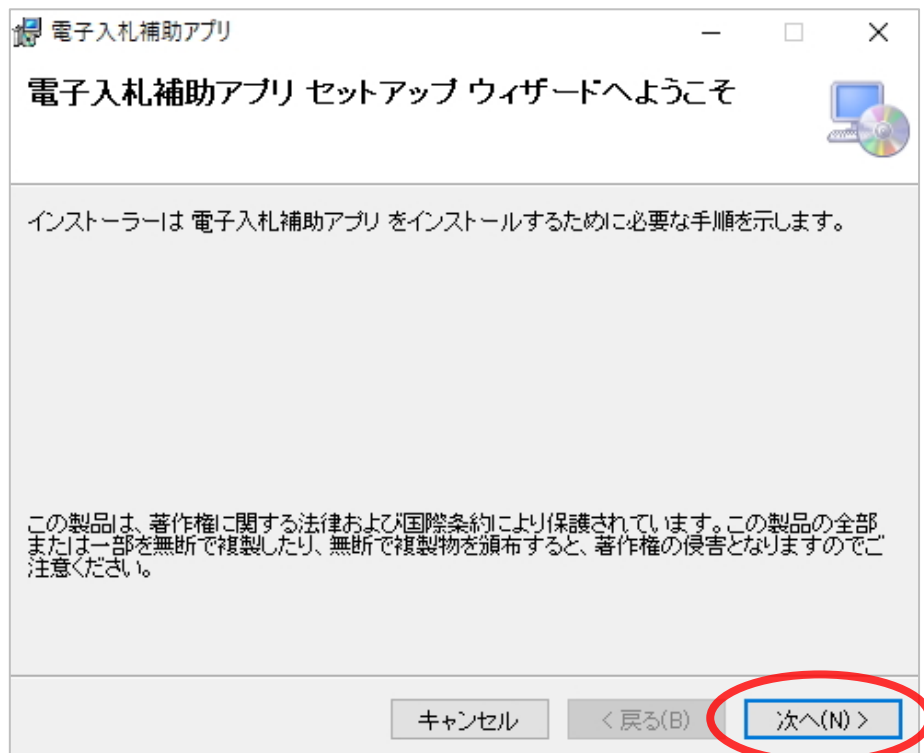 電子入札補助アプリ
電子入札補助アプリ セットアップ ウィザードへようこそ
インストーラーは 電子入札補助アプリ をインストールするために必要な手順を示します。
この製品は、著作権に関する法律および国際条約により保護されています。この製品の全部
または一部を無断で複製したり、無断で複製物を頒布すると、著作権の侵害となりますのでご
注意ください。
キャンセル
< 戻る(B)
次へ(N) >